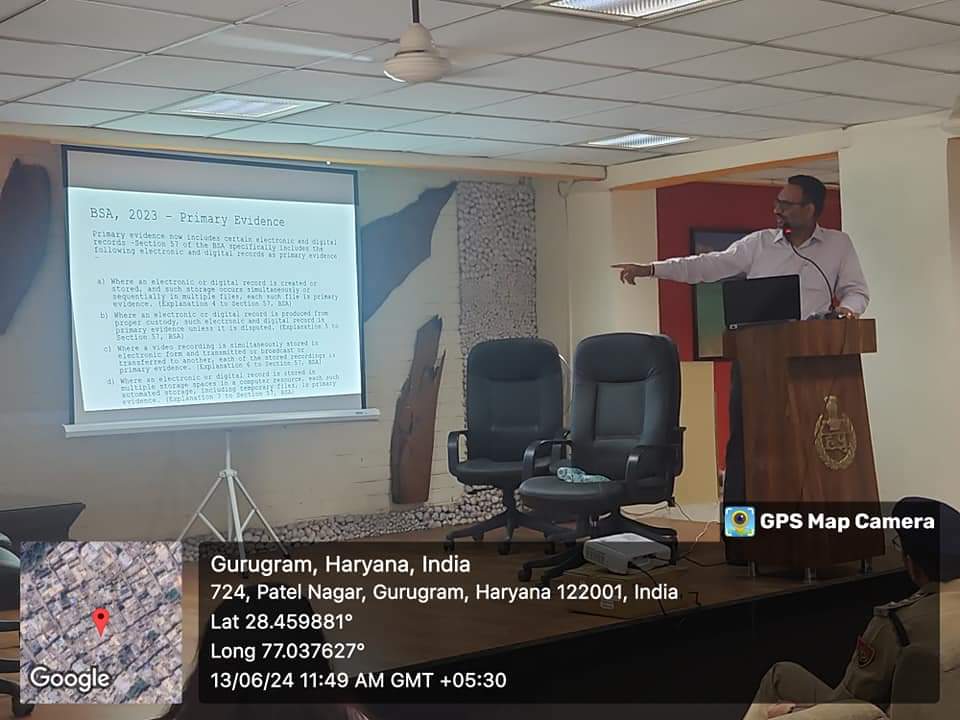 BSA, 2023 - Primary Evidence
Primary evidence now includes certain electronic and digital
records -Section 57 of the BSA specifically includes the
following electronic and digital records as primary evidence
-
a) Where an electronic or digital record is created or
stored, and such storage occurs simultaneously or
sequentially in multiple files, each such file is primary
evidence. (Explanation 4 to Section 57, BSA)
b) Where an electronic or digital record is produced from
proper custody, such electronic and digital record is
primary evidence unless it is disputed. (Explanation 5 to
Section 57, BSA)
c) Where a video recording is simultaneously stored in
electronic form and transmitted or broadcast or
transferred to another, each of the stored recordings is
primary evidence. (Explanation 6 to Section 57, BSA)
d) Where an electronic or digital record is stored in
multiple storage spaces in a computer resource, each such
automated storage, including temporary files, is primary
evidence. (Explanation 7 to Section 57, BSA)
GPS Map Camera
Gurugram, Haryana, India
724, Patel Nagar, Gurugram, Haryana 122001, India
Lat 28.459881°
Long 77.037627°
13/06/24 11:49 AM GMT +05:30
Google